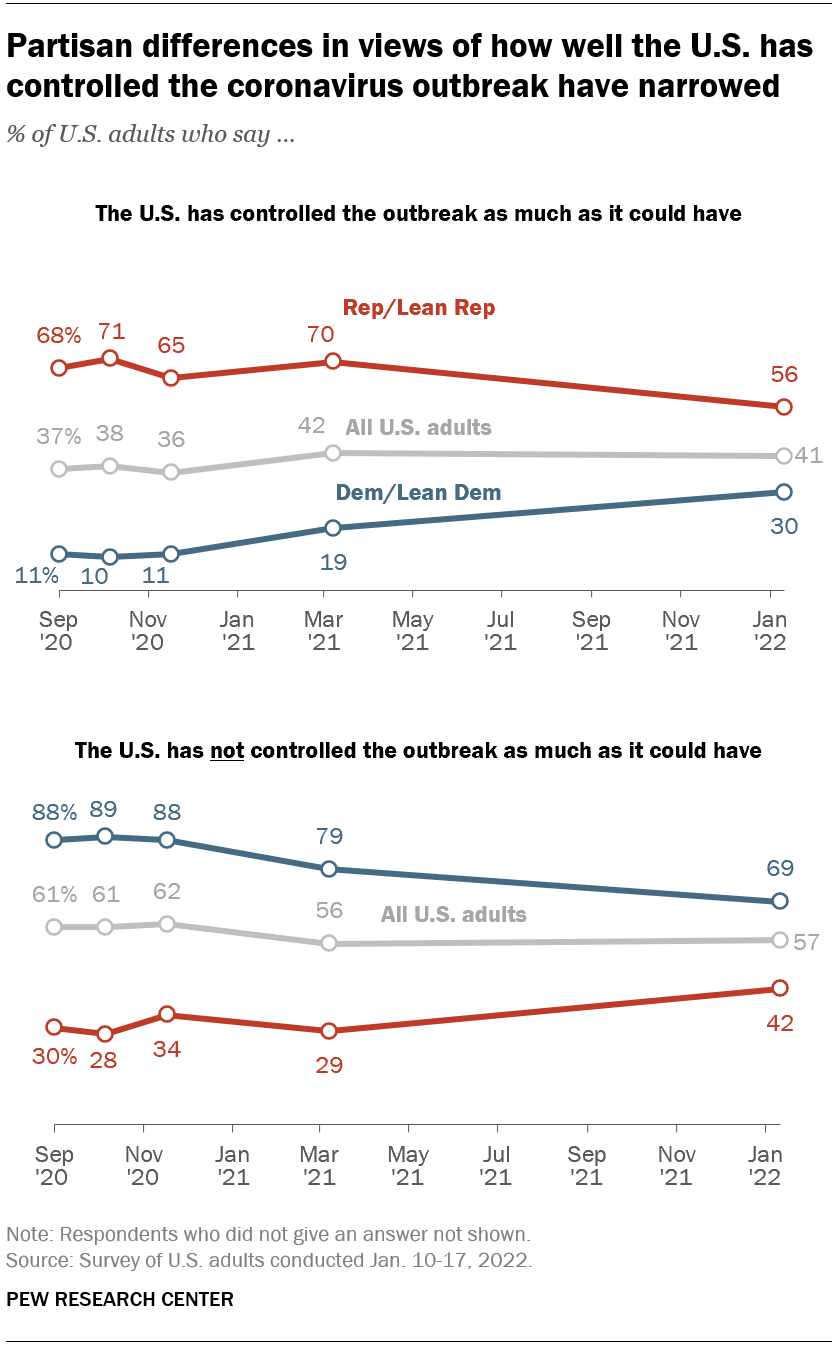 Partisan differences in views of how well the U.S. has
controlled the coronavirus outbreak have narrowed
% of U.S. adults who say ...
The U.S. has controlled the outbreak as much as it could have
Rep/Lean Rep
68% 71 65 70 56
37% 38 36 42 All U.S. adults 41
Dem/Lean Dem
11% 10 11 19 30
Sep Nov Jan Mar May Jul Sep Nov Jan
'20 '20 '21 '21 '21 '21 '21 '21 '22
The U.S. has not controlled the outbreak as much as it could have
88% 89 88 79 69
61% 61 62 56 All U.S. adults 57
30% 28 34 29 42
Sep Nov Jan Mar May Jul Sep Nov Jan
'20 '20 '21 '21 '21 '21 '21 '21 '22
Note: Respondents who did not give an answer not shown.
Source: Survey of U.S. adults conducted Jan. 10-17, 2022.
PEW RESEARCH CENTER